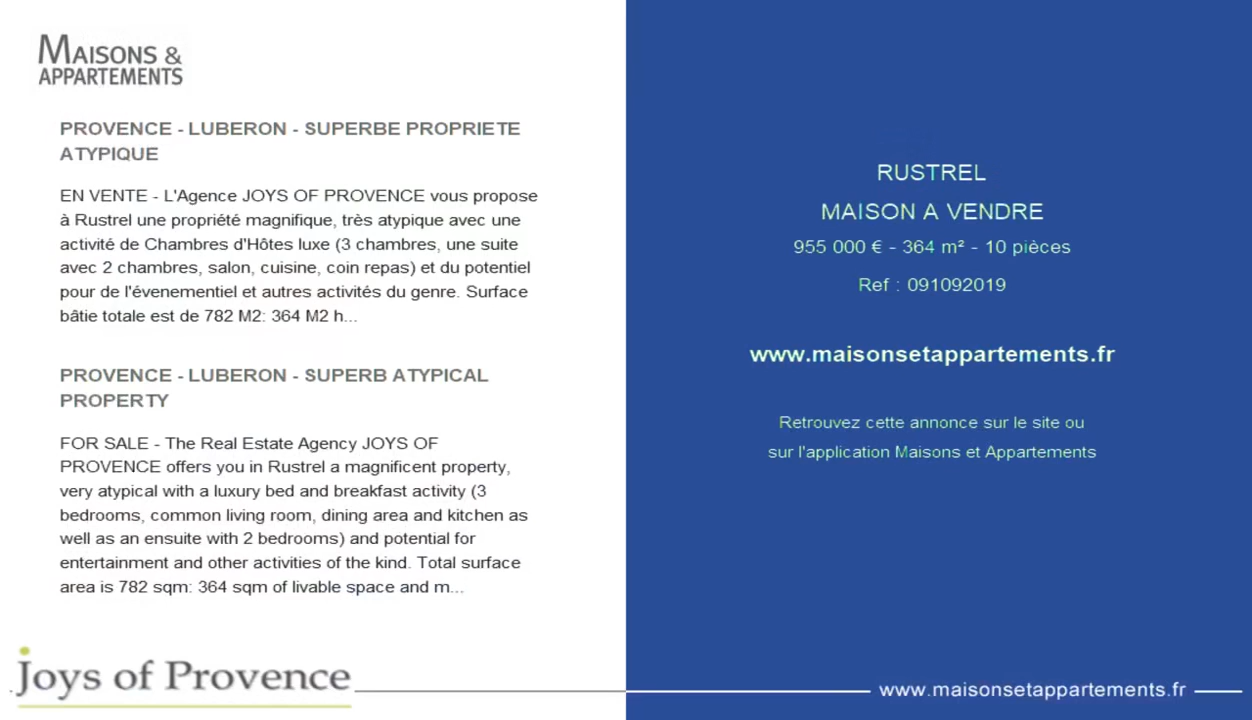 MAISONS &
APPARTEMENTS
PROVENCE - LUBERON - SUPERBE PROPRIETE
ATYPIQUE
EN VENTE - L'Agence JOYS OF PROVENCE vous propose
à Rustrel une propriété magnifique, très atypique avec une
activité de Chambres d'Hôtes luxe (3 chambres, une suite
avec 2 chambres, salon, cuisine, coin repas) et du potentiel
pour de l'évenementiel et autres activités du genre. Surface
bâtie totale est de 782 M2: 364 M2 h...
PROVENCE - LUBERON - SUPERB ATYPICAL
PROPERTY
FOR SALE - The Real Estate Agency JOYS OF
PROVENCE offers you in Rustrel a magnificent property,
very atypical with a luxury bed and breakfast activity (3
bedrooms, common living room, dining area and kitchen as
well as an ensuite with 2 bedrooms) and potential for
entertainment and other activities of the kind. Total surface
area is 782 sqm: 364 sqm of livable space and m...
Joys of Provence
RUSTREL
MAISON A VENDRE
955 000 € - 364 m² - 10 pièces
Ref : 091092019
www.maisonsetappartements.fr
Retrouvez cette annonce sur le site ou
sur l'application Maisons et Appartements
www.maisonsetappartements.fr